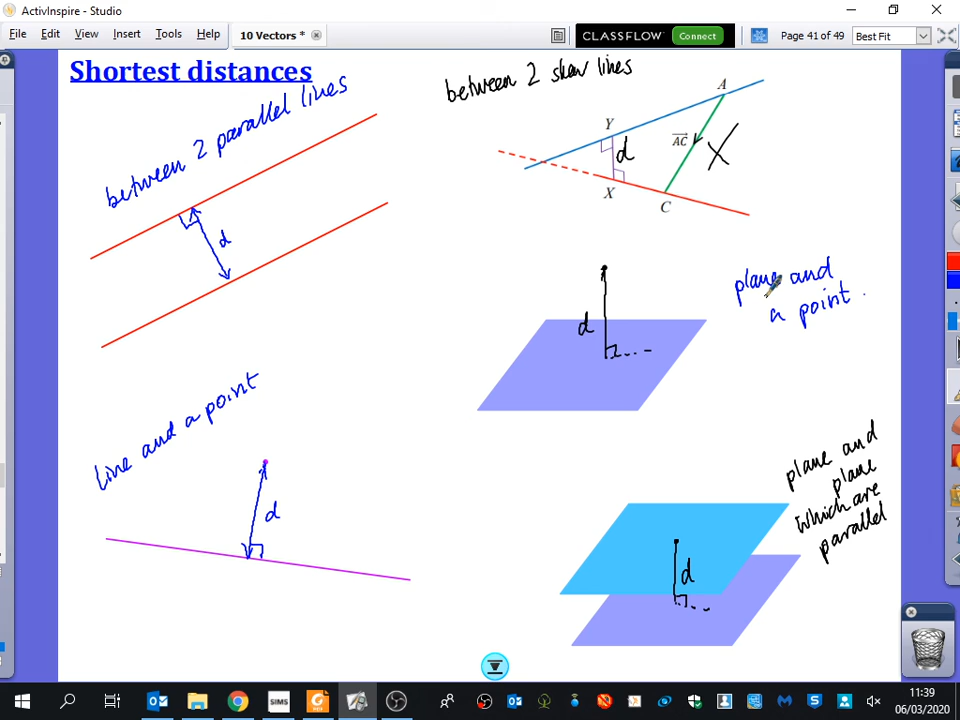 ActivInspire - Studio
File Edit View Insert Tools Help
10 Vectors *
CLASSFLOW Connect
Page 41 of 49
Best Fit
Shortest distances
between 2 parallel lines
d
between 2 skew lines
A
Y
d
AC
X
X
C
d
plane and
a point
line and a point
d
plane and
plane
which are
parallel
d
SIMS
11:39
06/03/2020